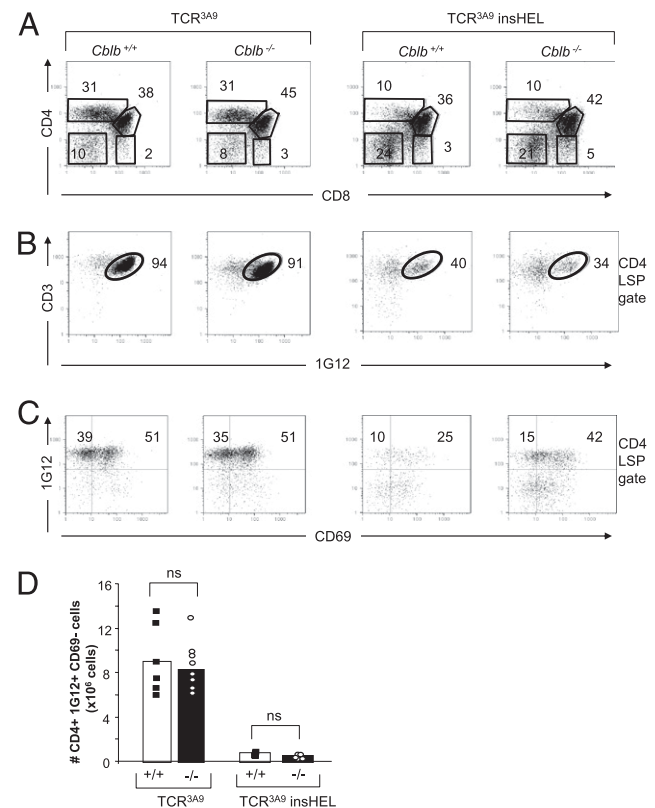 A
TCR3A9 TCR3A9 insHEL
Cblb +/+ Cblb -/- Cblb +/+ Cblb -/-
31 38 10 2
31 45 8 3
10 36 24 3
10 42 21 5
CD4
CD8
B
94 91 40 34
CD4 LSP gate
CD3
1G12
C
39 51 35 51 10 25 15 42
CD4 LSP gate
1G12
CD69
D
ns
ns
# CD4+ 1G12+ CD69- cells
(x10⁶ cells)
16
12
8
4
0
+/+ -/- +/+ -/-
TCR3A9 TCR3A9 insHEL